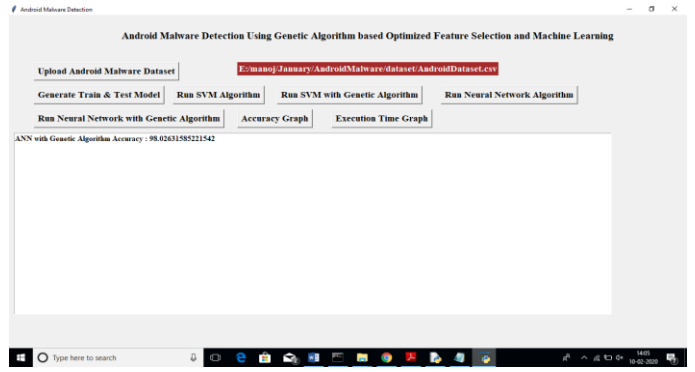 Android Malware Detection
Android Malware Detection Using Genetic Algorithm based Optimized Feature Selection and Machine Learning
Upload Android Malware Dataset
E:/manoj/January/AndroidMalware/dataset/AndroidDataset.csv
Generate Train & Test Model
Run SVM Algorithm
Run SVM with Genetic Algorithm
Run Neural Network Algorithm
Run Neural Network with Genetic Algorithm
Accuracy Graph
Execution Time Graph
ANN with Genetic Algorithm Accuracy : 98.02631585221542
Type here to search
14:05
10-02-2020